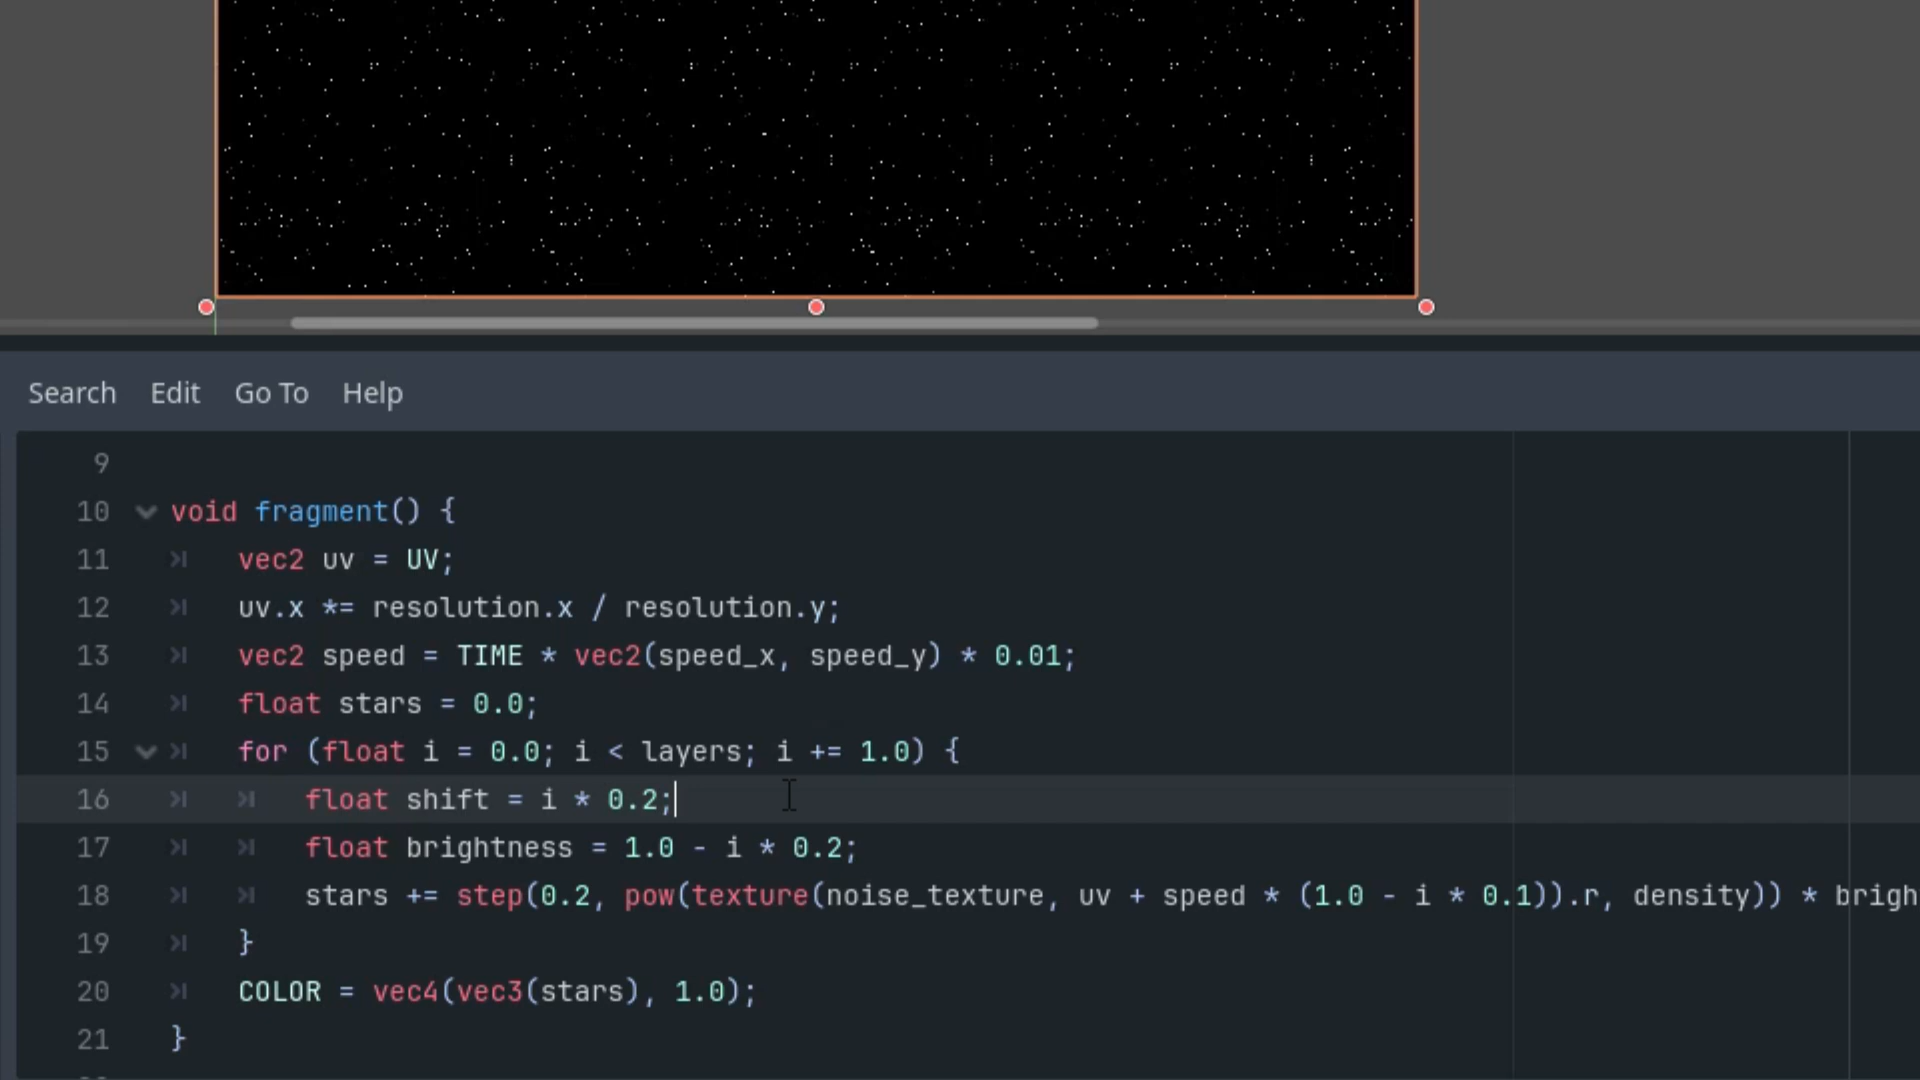 Search Edit Go To Help
9
10 void fragment() {
11 vec2 uv = UV;
12 uv.x *= resolution.x / resolution.y;
13 vec2 speed = TIME * vec2(speed_x, speed_y) * 0.01;
14 float stars = 0.0;
15 for (float i = 0.0; i < layers; i += 1.0) {
16 float shift = i * 0.2;
17 float brightness = 1.0 - i * 0.2;
18 stars += step(0.2, pow(texture(noise_texture, uv + speed * (1.0 - i * 0.1)).r, density)) * brigh
19 }
20 COLOR = vec4(vec3(stars), 1.0);
21 }